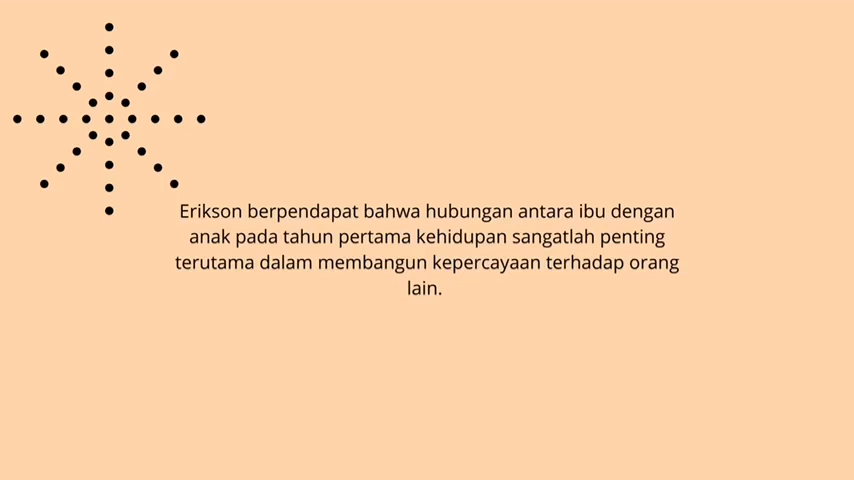 Erikson berpendapat bahwa hubungan antara ibu dengan
anak pada tahun pertama kehidupan sangatlah penting
terutama dalam membangun kepercayaan terhadap orang
lain.